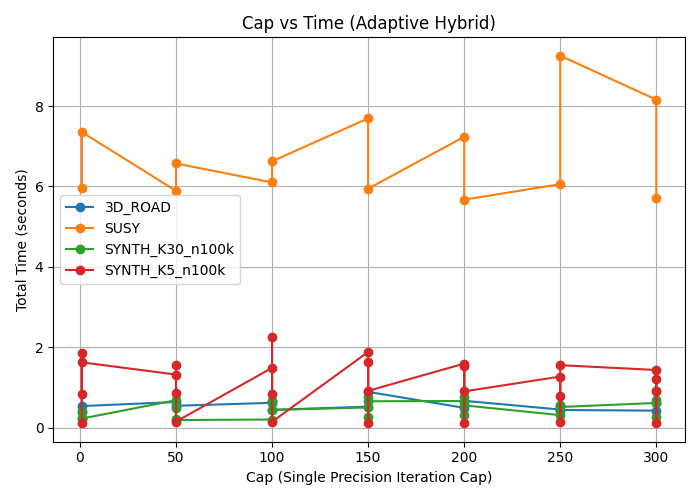 Cap vs Time (Adaptive Hybrid)
Total Time (seconds)
8
6
4
2
0
3D_ROAD
SUSY
SYNTH_K30_n100k
SYNTH_K5_n100k
0 50 100 150 200 250 300
Cap (Single Precision Iteration Cap)